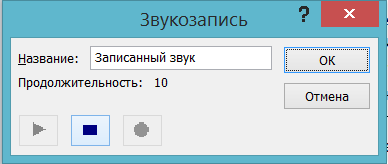 Звукозапись
?
Название: Записанный звук
OK
Продолжительность: 10
Отмена